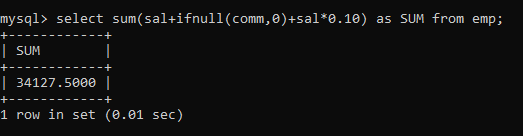 mysql> select sum(sal+ifnull(comm,0)+sal*0.10) as SUM from emp;
+------------+
| SUM        |
+------------+
| 34127.5000 |
+------------+
1 row in set (0.01 sec)